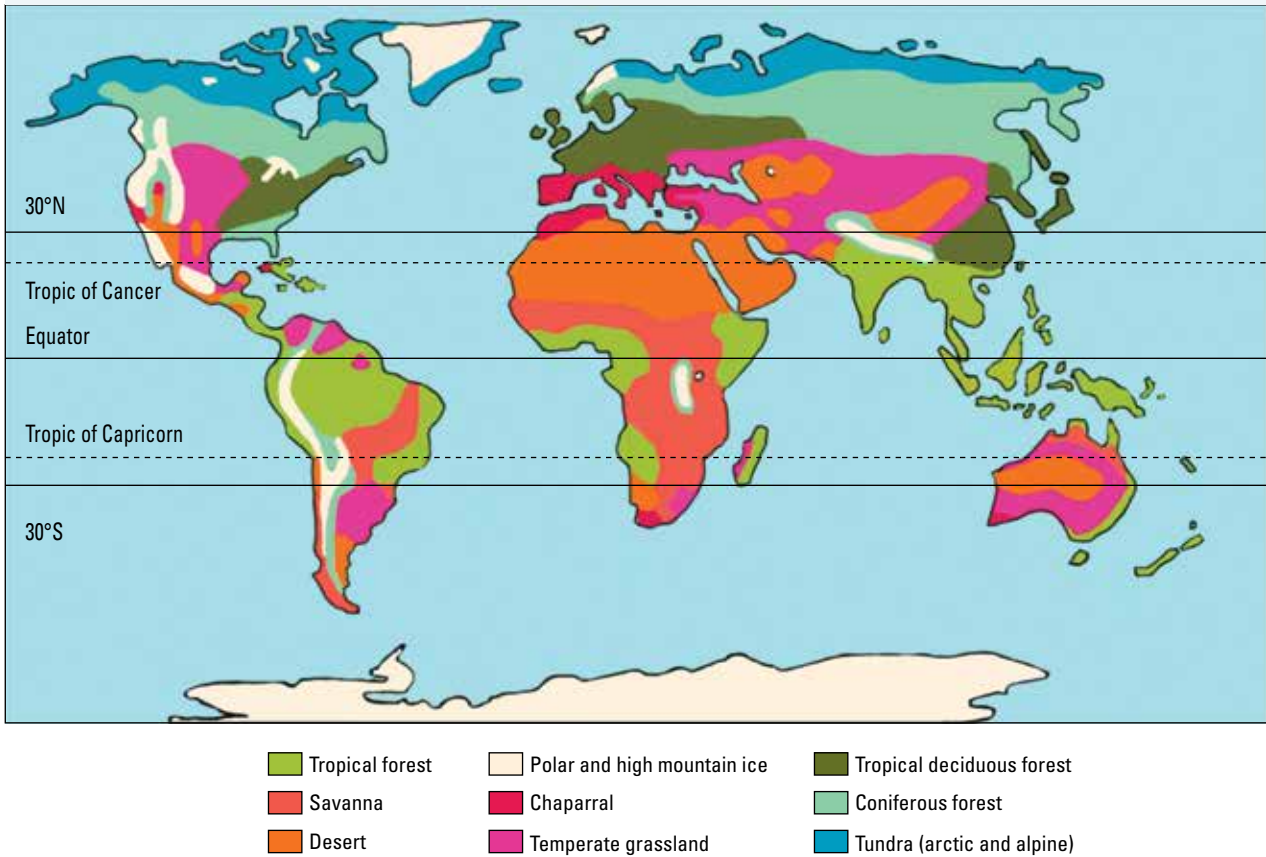 30°N
Tropic of Cancer
Equator
Tropic of Capricorn
30°S
Tropical forest
Polar and high mountain ice
Tropical deciduous forest
Savanna
Chaparral
Coniferous forest
Desert
Temperate grassland
Tundra (arctic and alpine)